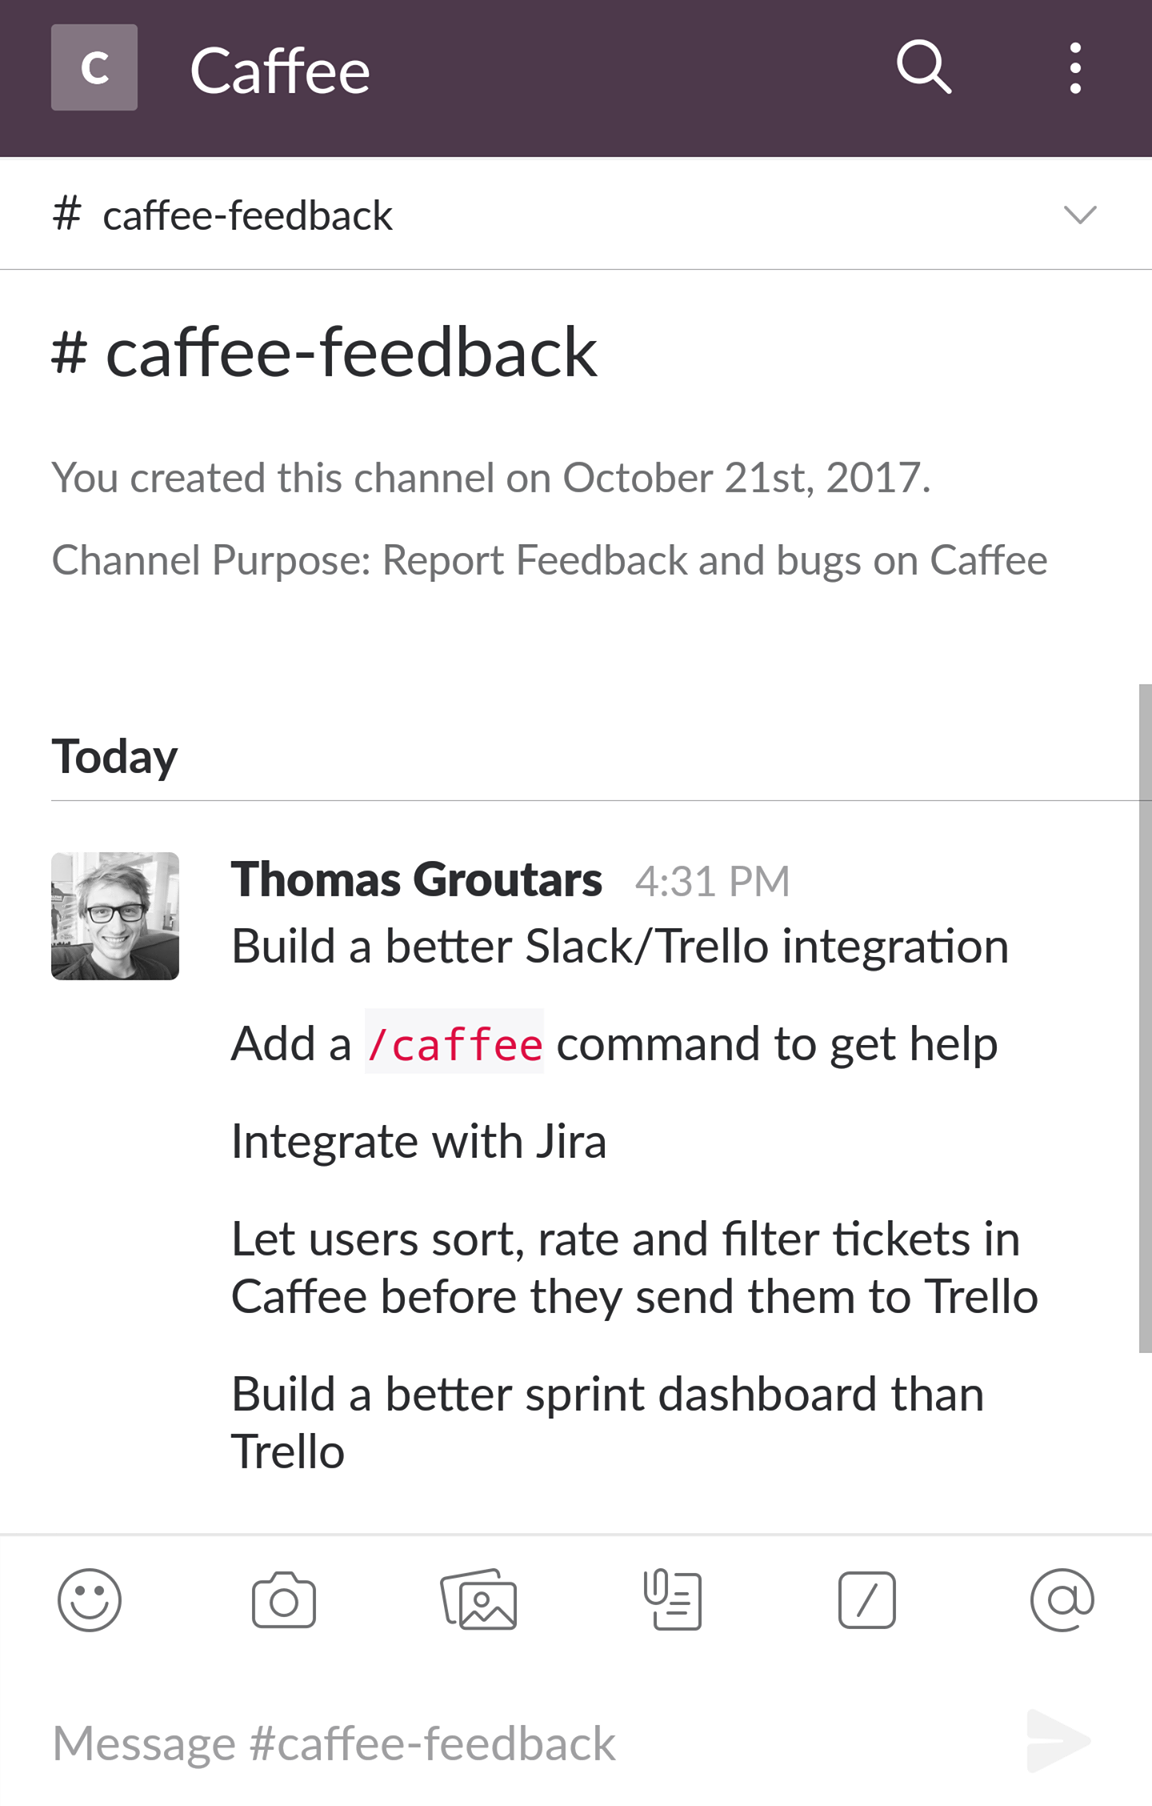 C Caffee
# caffee-feedback
# caffee-feedback
You created this channel on October 21st, 2017.
Channel Purpose: Report Feedback and bugs on Caffee
Today
Thomas Groutars 4:31 PM
Build a better Slack/Trello integration
Add a /caffee command to get help
Integrate with Jira
Let users sort, rate and filter tickets in
Caffee before they send them to Trello
Build a better sprint dashboard than
Trello
Message #caffee-feedback